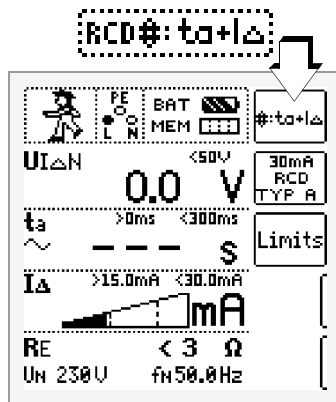 RCD⋕: ta+I△
PE
L N
BAT
MEM
⋕:ta+I△
UI△N <50V
0.0 V
30mA
RCD
TYP A
ta >0ms <300ms
~ --- s
Limits
I△ >15.0mA <30.0mA
mA
RE < 3 Ω
UN 230V fN50.0Hz